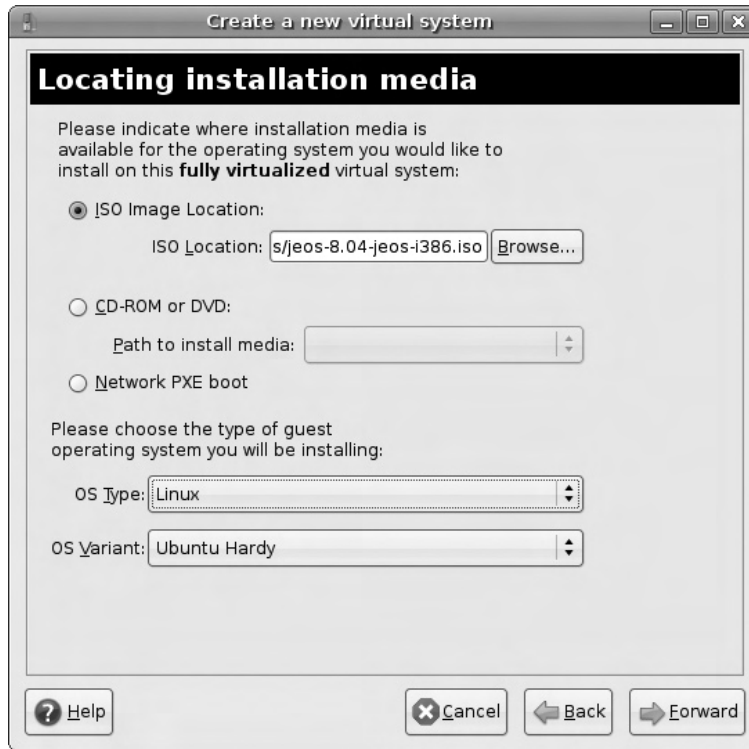 Create a new virtual system
Locating installation media
Please indicate where installation media is
available for the operating system you would like to
install on this fully virtualized virtual system:
ISO Image Location:
ISO Location: s/jeos-8.04-jeos-i386.iso Browse...
CD-ROM or DVD:
Path to install media:
Network PXE boot
Please choose the type of guest
operating system you will be installing:
OS Type: Linux
OS Variant: Ubuntu Hardy
Help Cancel Back Forward